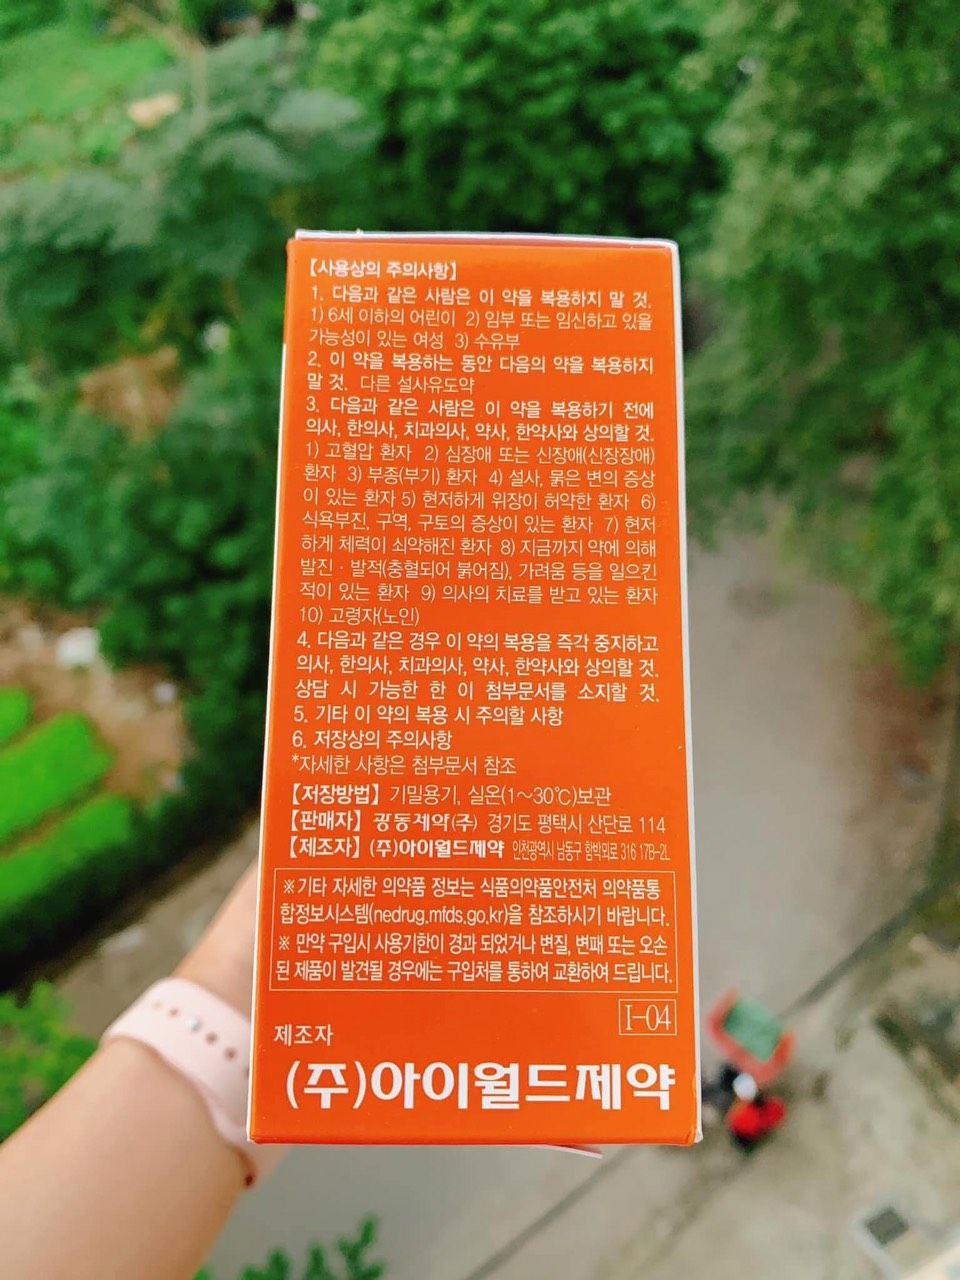 【사용상의 주의사항】
1. 다음과 같은 사람은 이 약을 복용하지 말 것.
1) 6세 이하의 어린이 2) 임부 또는 임신하고 있을
가능성이 있는 여성 3) 수유부
2. 이 약을 복용하는 동안 다음의 약을 복용하지
말 것. 다른 설사유도약
3. 다음과 같은 사람은 이 약을 복용하기 전에
의사, 한의사, 치과의사, 약사, 한약사와 상의할 것.
1) 고혈압 환자 2) 심장애 또는 신장애(신장장애)
환자 3) 부종(부기) 환자 4) 설사, 묽은 변의 증상
이 있는 환자 5) 현저하게 위장이 허약한 환자 6)
식욕부진, 구역, 구토의 증상이 있는 환자 7) 현저
하게 체력이 쇠약해진 환자 8) 지금까지 약에 의해
발진 · 발적(충혈되어 붉어짐), 가려움 등을 일으킨
적이 있는 환자 9) 의사의 치료를 받고 있는 환자
10) 고령자(노인)
4. 다음과 같은 경우 이 약의 복용을 즉각 중지하고
의사, 한의사, 치과의사, 약사, 한약사와 상의할 것.
상담 시 가능한 한 이 첨부문서를 소지할 것.
5. 기타 이 약의 복용 시 주의할 사항
6. 저장상의 주의사항
*자세한 사항은 첨부문서 참조
【저장방법】 기밀용기, 실온(1~30℃)보관
【판매자】 광동제약(주) 경기도 평택시 산단로 114
【제조자】 (주)아이월드제약 인천광역시 남동구 함박뫼로 316 17B-2L
※기타 자세한 의약품 정보는 식품의약품안전처 의약품통
합정보시스템(nedrug.mfds.go.kr)을 참조하시기 바랍니다.
※ 만약 구입시 사용기한이 경과 되었거나 변질, 변패 또는 오손
된 제품이 발견될 경우에는 구입처를 통하여 교환하여 드립니다.
I-04
제조자
(주)아이월드제약